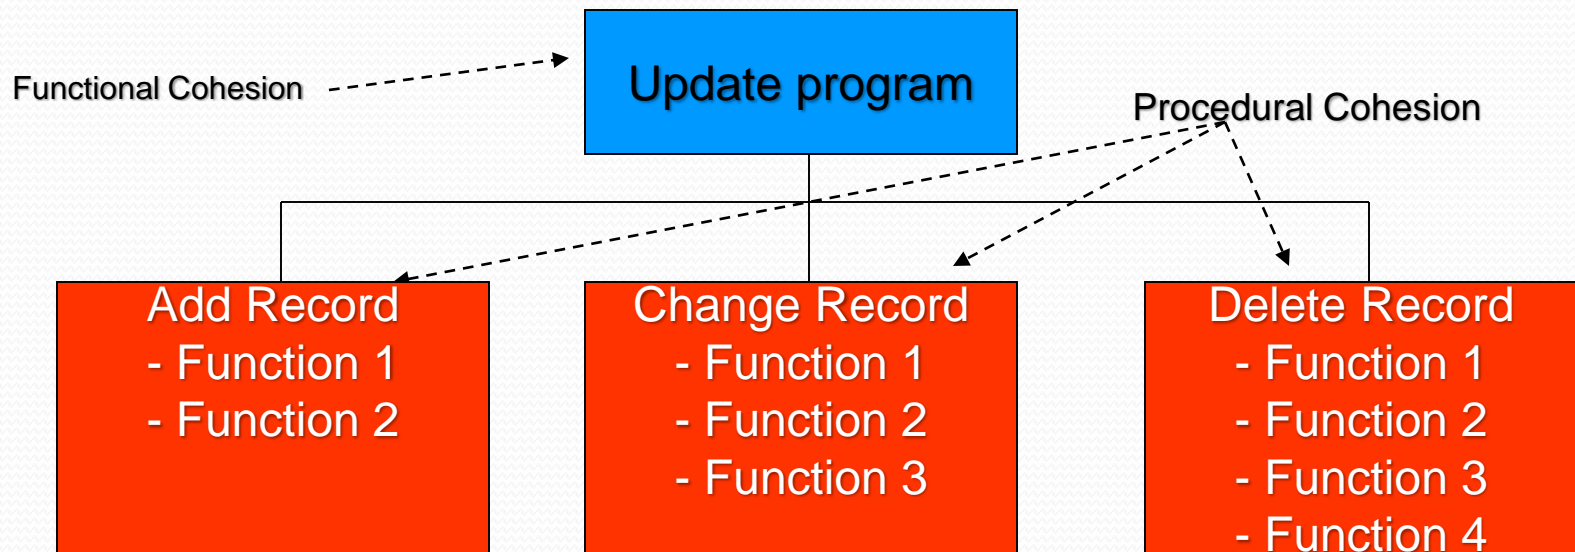 Functional Cohesion
Update program
Procedural Cohesion
Add Record
- Function 1
- Function 2
Change Record
- Function 1
- Function 2
- Function 3
Delete Record
- Function 1
- Function 2
- Function 3
- Function 4